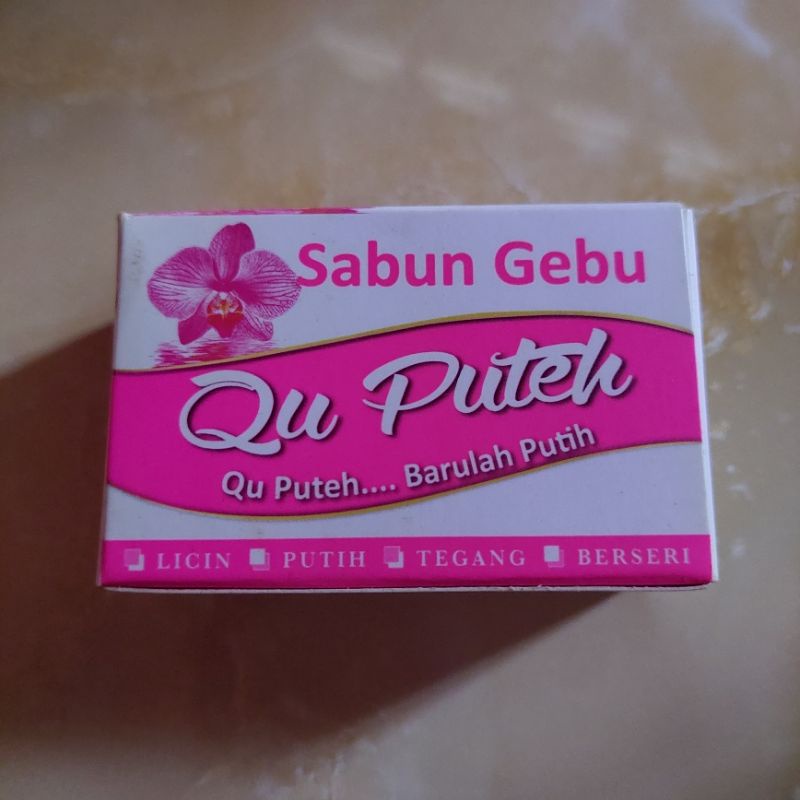 Sabun Gebu
Qu Puteh
Qu Puteh.... Barulah Putih
LICIN PUTIH TEGANG BERSERI